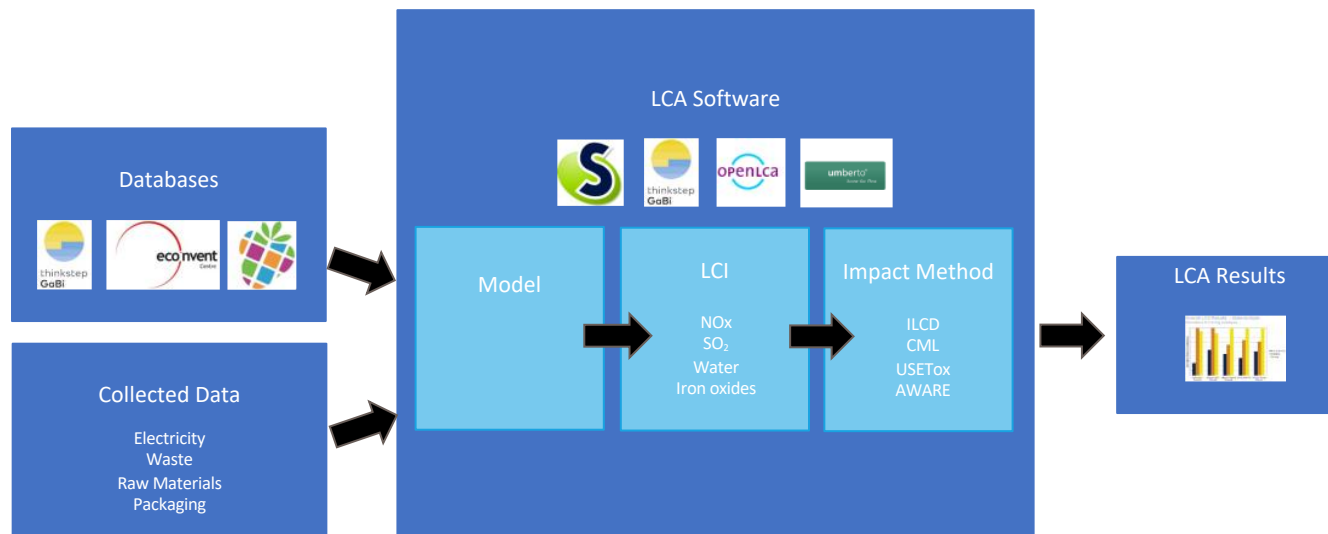 LCA Software
S
thinkstep
GaBi
openLca
umberto
Databases
thinkstep
GaBi
ecoinvent
Centre
Model
LCI
NOx
SO₂
Water
Iron oxides
Impact Method
ILCD
CML
USETox
AWARE
LCA Results
Collected Data
Electricity
Waste
Raw Materials
Packaging